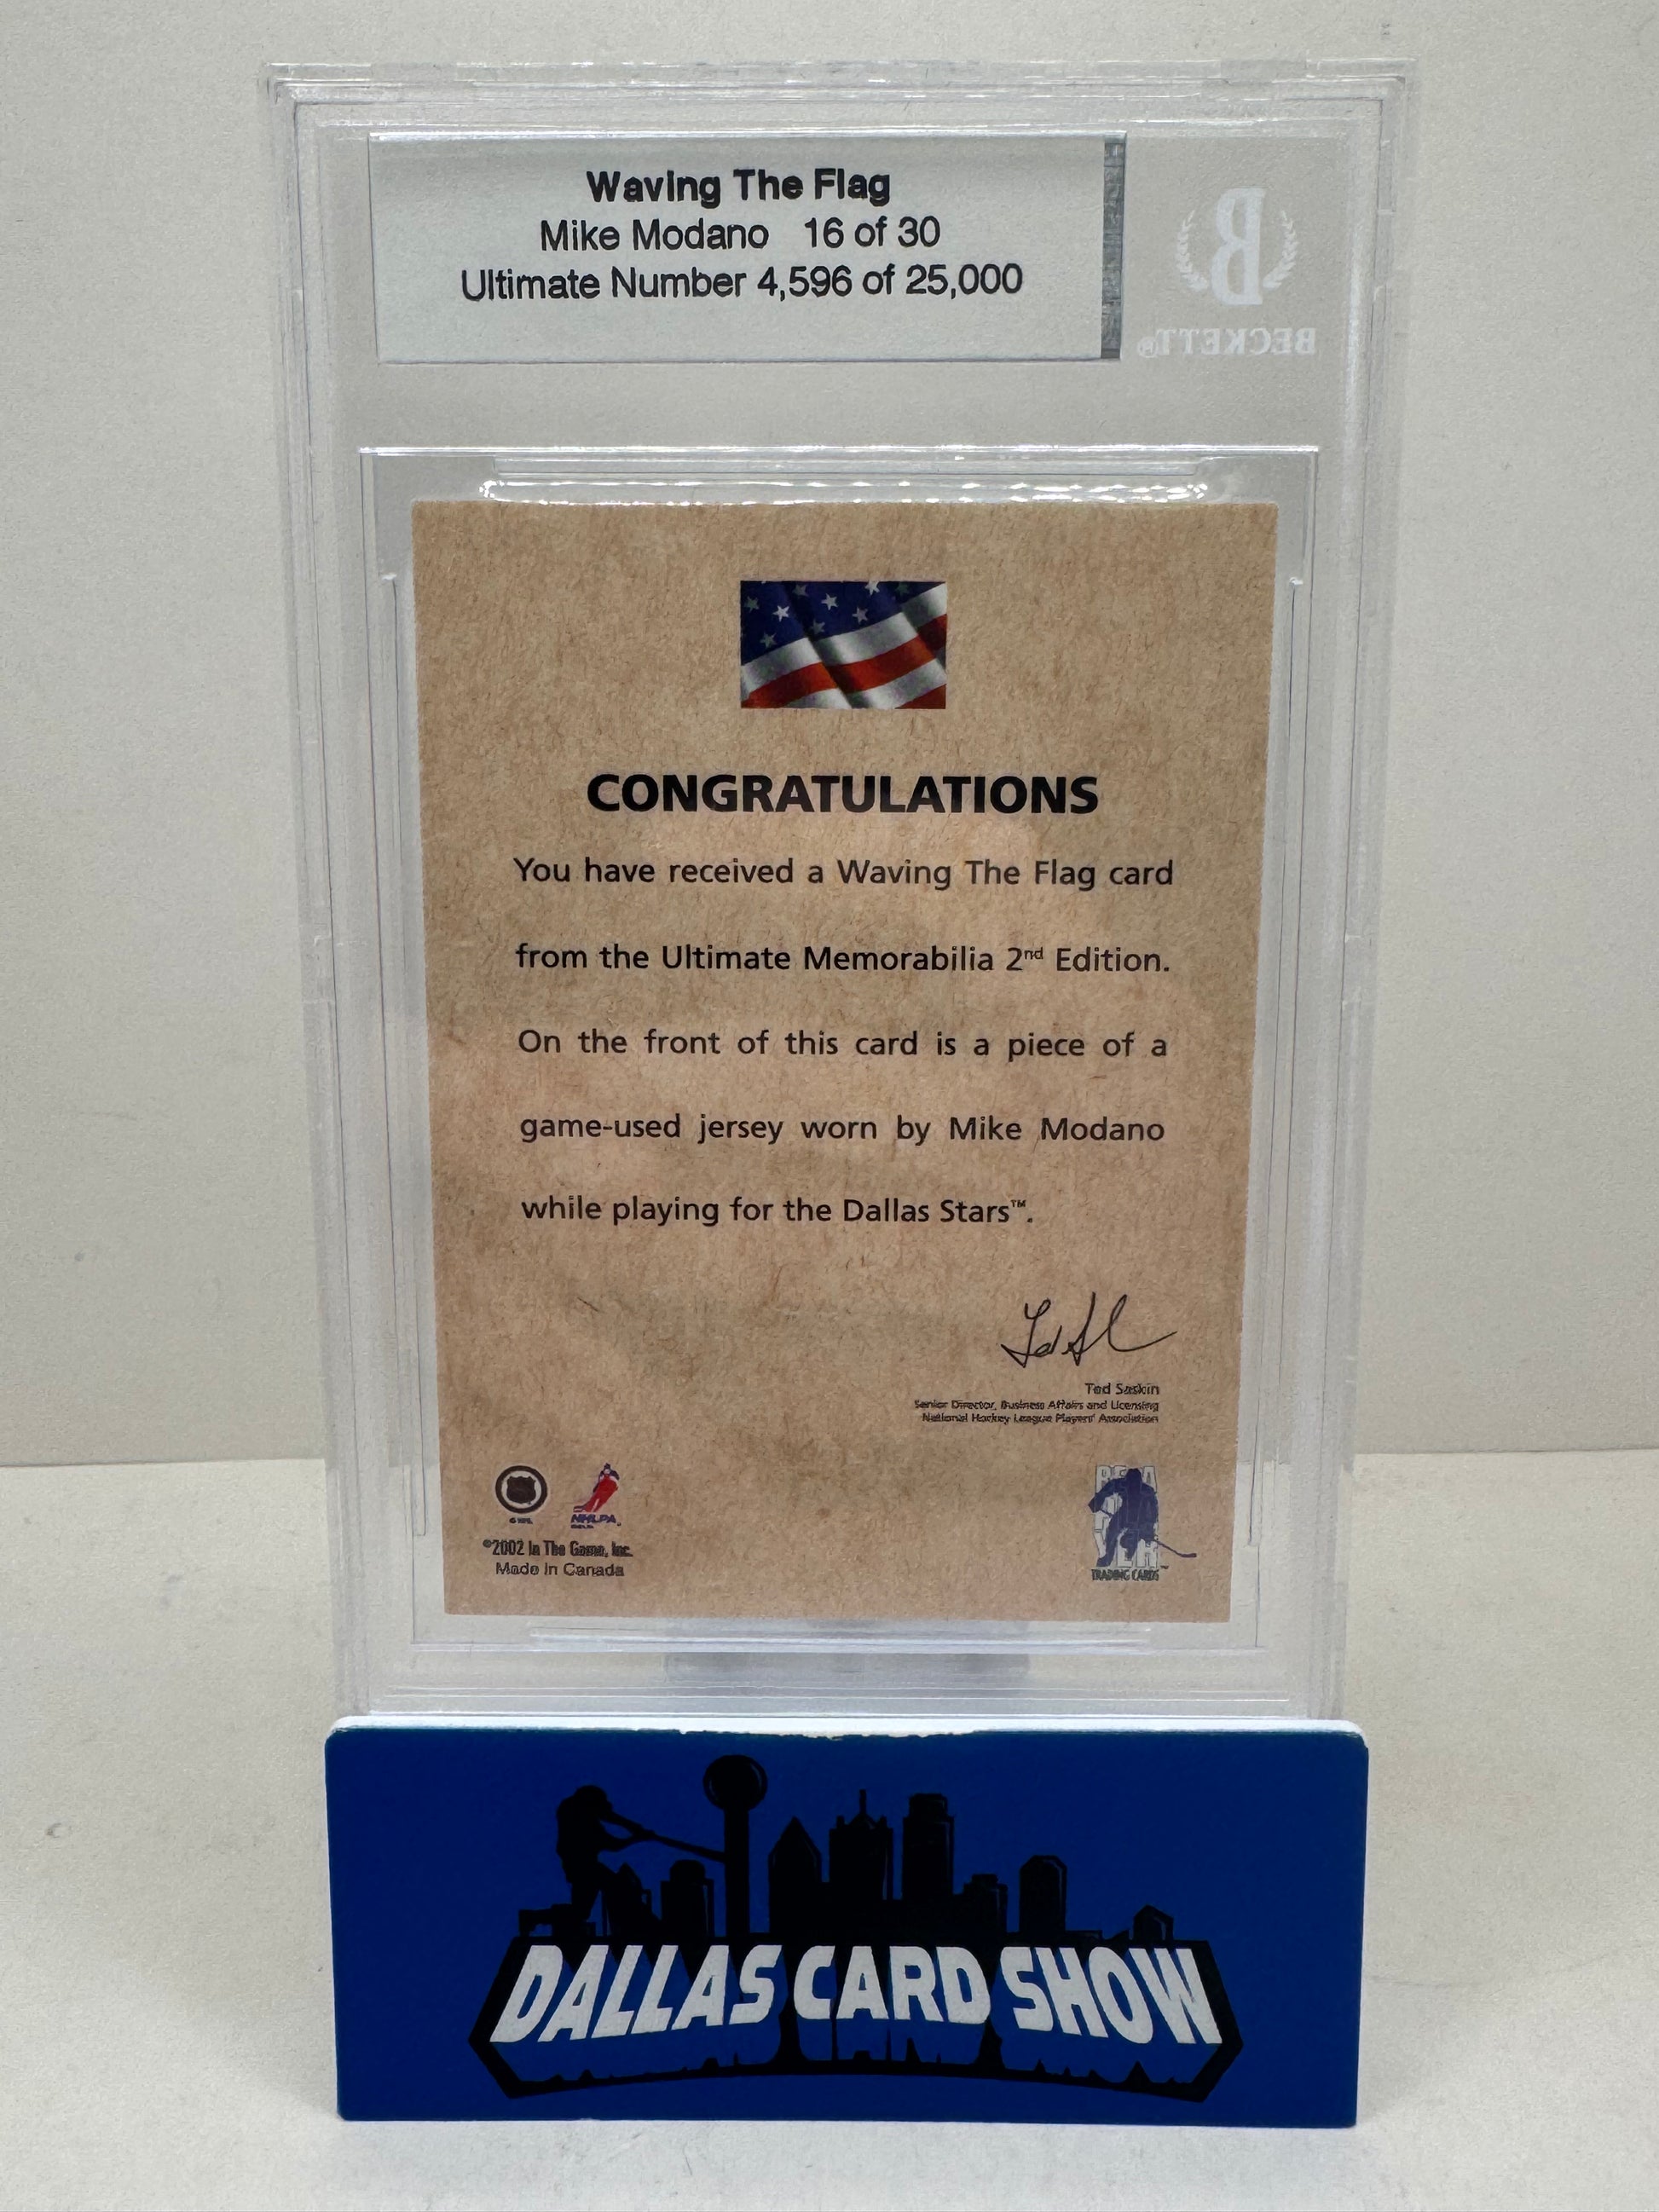 Waving The Flag
Mike Modano 16 of 30
Ultimate Number 4,596 of 25,000
B
BECKETT®
CONGRATULATIONS
You have received a Waving The Flag card
from the Ultimate Memorabilia 2nd Edition.
On the front of this card is a piece of a
game-used jersey worn by Mike Modano
while playing for the Dallas Stars™.
Ted Saskin
Senior Director, Business Affairs and Licensing
National Hockey League Players' Association
NHLPA
©2002 In The Game, Inc.
Made in Canada
BE A
PLAYER
TRADING CARDS™
DALLAS CARD SHOW